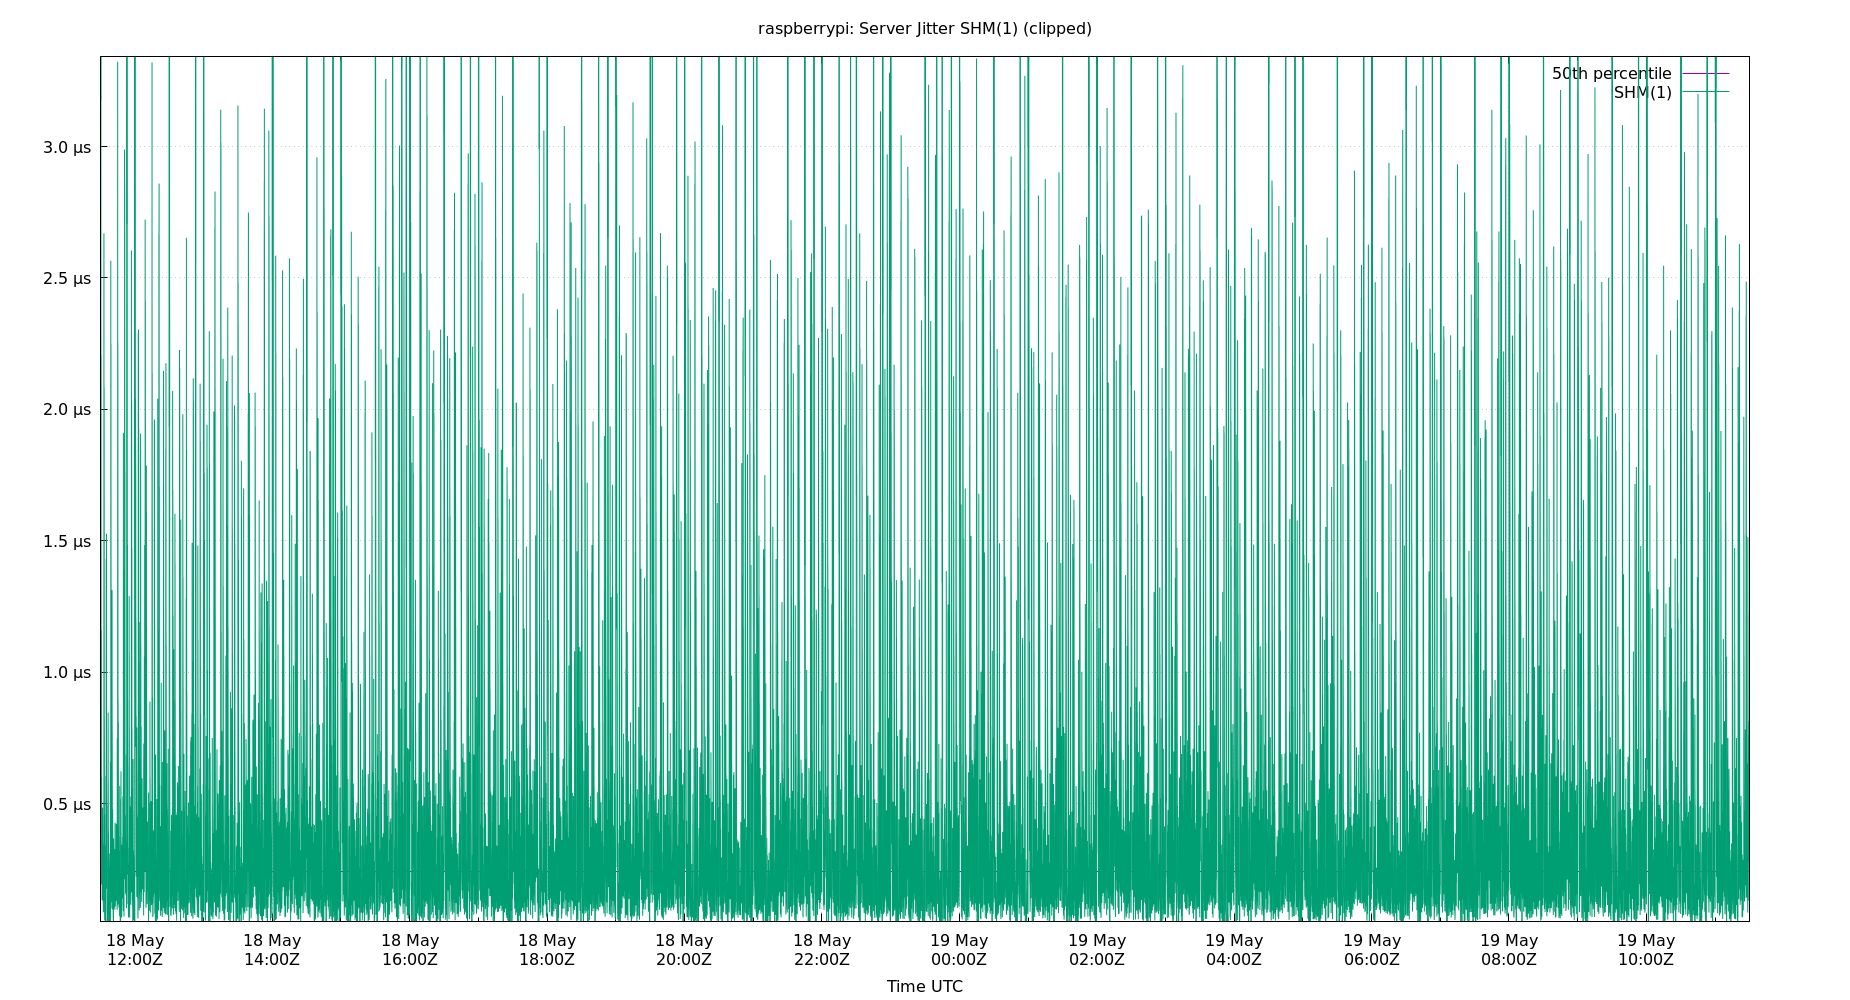 raspberrypi: Server Jitter SHM(1) (clipped)
50th percentile
SHM(1)
3.0 μs
2.5 μs
2.0 μs
1.5 μs
1.0 μs
0.5 μs
18 May 18 May 18 May 18 May 18 May 18 May 19 May 19 May 19 May 19 May 19 May 19 May
12:00Z 14:00Z 16:00Z 18:00Z 20:00Z 22:00Z 00:00Z 02:00Z 04:00Z 06:00Z 08:00Z 10:00Z
Time UTC